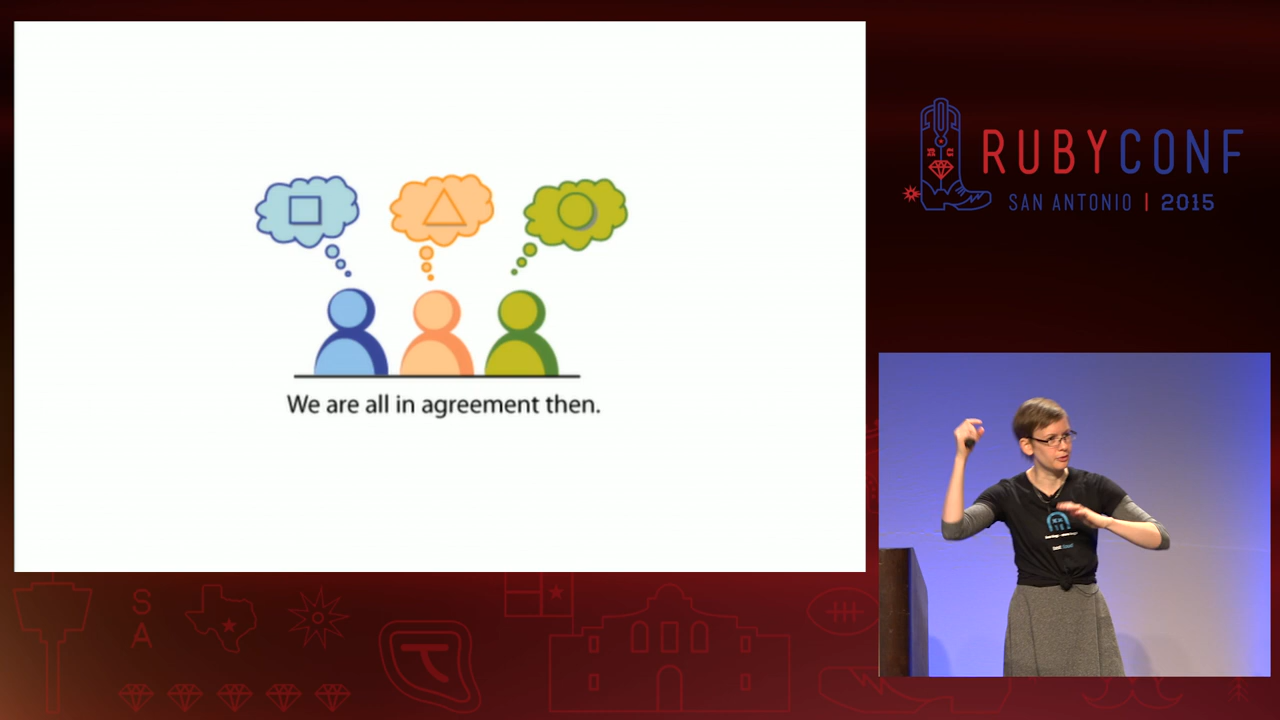 We are all in agreement then.
RUBYCONF
SAN ANTONIO | 2015
S
A